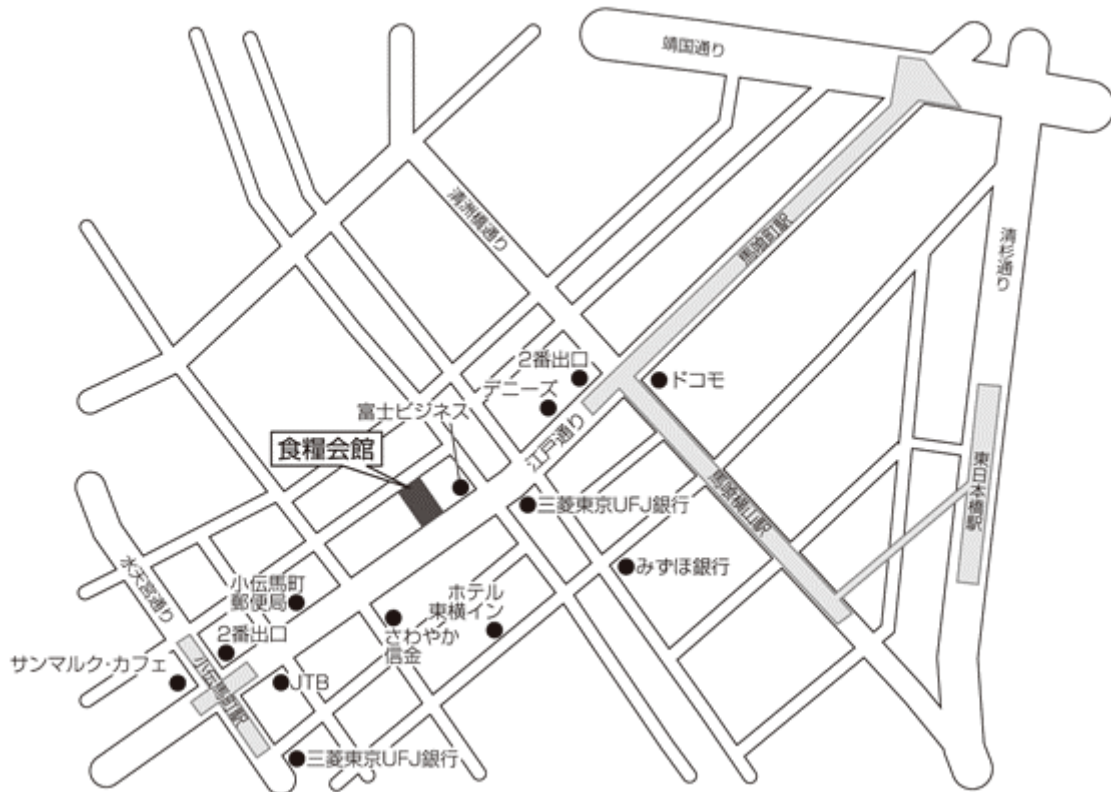 靖国通り
清洲橋通り
馬喰町駅
清杉通り
2番出口
デニーズ
ドコモ
富士ビジネス
江戸通り
食糧会館
東日本橋駅
馬喰横山駅
三菱東京UFJ銀行
みずほ銀行
水天宮通り
小伝馬町
郵便局
ホテル
東横イン
さわやか
信金
2番出口
サンマルク・カフェ
小伝馬町駅
JTB
三菱東京UFJ銀行